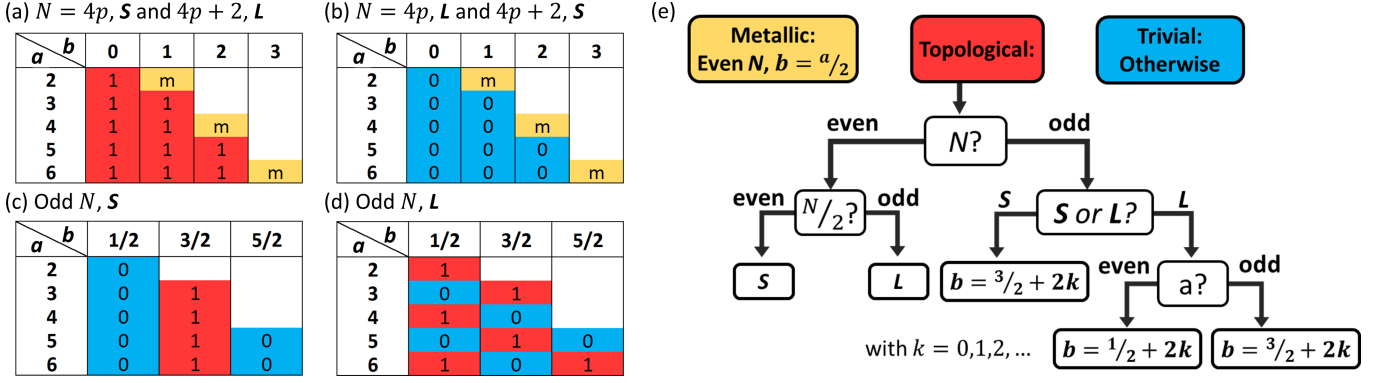 (a) N = 4p, S and 4p + 2, L
a b 0 1 2 3
2 1 m
3 1 1
4 1 1 m
5 1 1 1
6 1 1 1 m
(b) N = 4p, L and 4p + 2, S
a b 0 1 2 3
2 0 m
3 0 0
4 0 0 m
5 0 0 0
6 0 0 0 m
(c) Odd N, S
a b 1/2 3/2 5/2
2 0
3 0 1
4 0 1
5 0 1 0
6 0 1 0
(d) Odd N, L
a b 1/2 3/2 5/2
2 1
3 0 1
4 1 0
5 0 1 0
6 1 0 1
(e)
Metallic:
Even N, b = a/2
Topological:
Trivial:
Otherwise
even
odd
N?
even
odd
N/2?
S
L
S or L?
S
L
b = 3/2 + 2k
even
odd
a?
with k = 0,1,2, ...
b = 1/2 + 2k
b = 3/2 + 2k